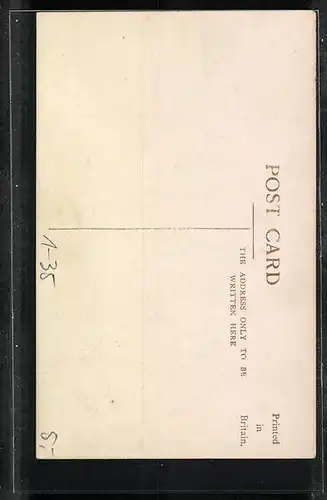 POST CARD
THE ADDRESS ONLY TO BE
WRITTEN HERE
Printed
in
Britain.
1-35
5,-